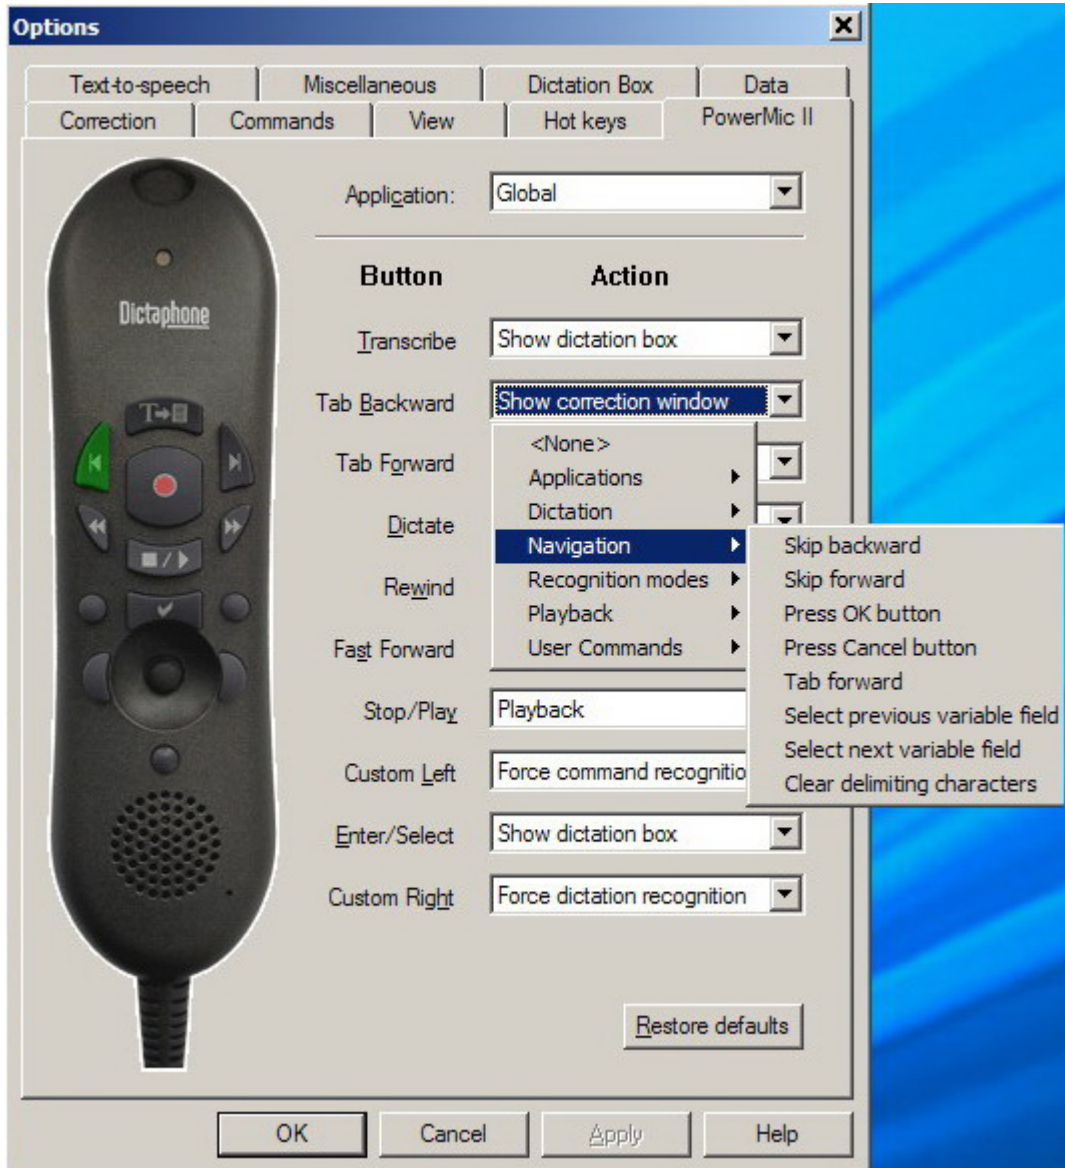 Options
Text-to-speech
Miscellaneous
Dictation Box
Data
Correction
Commands
View
Hot keys
PowerMic II
Application:
Global
Button
Action
Dictaphone
Transcribe
Show dictation box
Tab Backward
Show correction window
<None>
Applications
Dictation
Navigation
Recognition modes
Playback
User Commands
Skip backward
Skip forward
Press OK button
Press Cancel button
Tab forward
Select previous variable field
Select next variable field
Clear delimiting characters
Tab Forward
Dictate
Rewind
Fast Forward
Stop/Play
Playback
Custom Left
Force command recognitio
Enter/Select
Show dictation box
Custom Right
Force dictation recognition
Restore defaults
OK
Cancel
Apply
Help